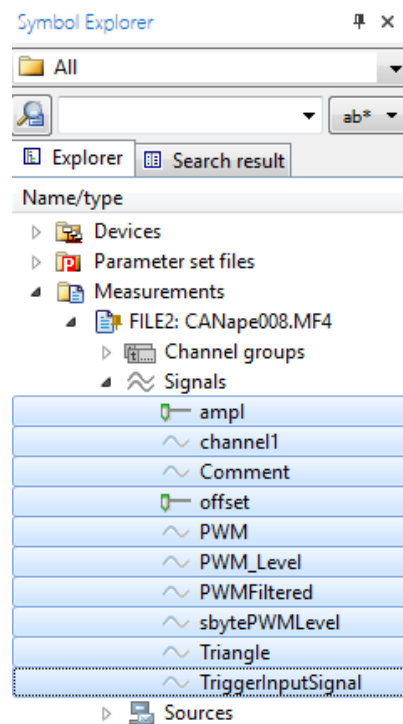 Symbol Explorer
All
ab*
Explorer Search result
Name/type
Devices
Parameter set files
Measurements
FILE2: CANape008.MF4
Channel groups
Signals
ampl
channel1
Comment
offset
PWM
PWM_Level
PWMFiltered
sbytePWMLevel
Triangle
TriggerInputSignal
Sources